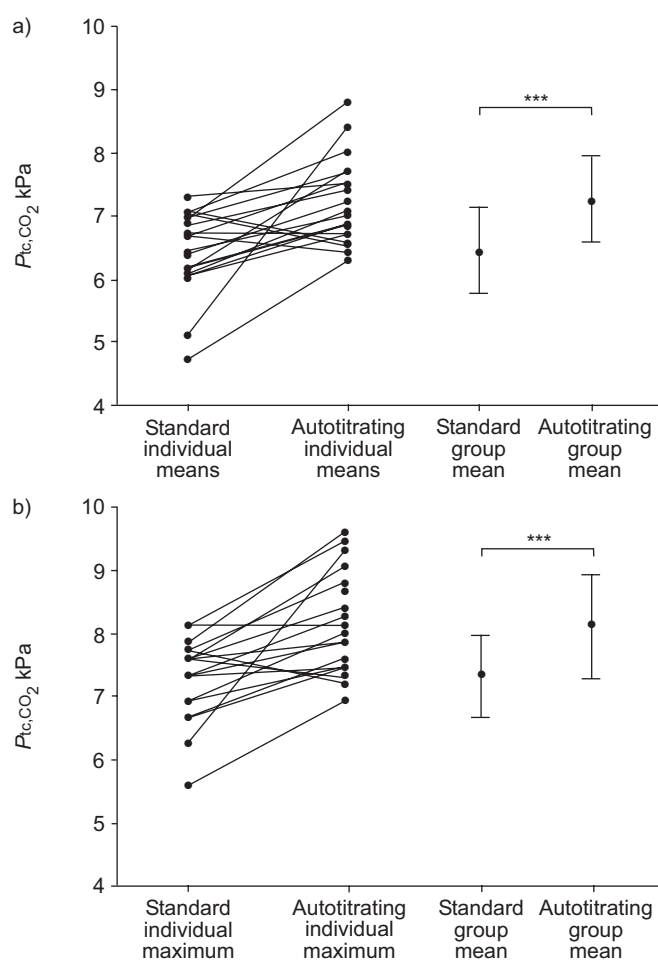 a)
10
9
8
7
6
5
4
Ptc,CO2 kPa
***
Standard individual means
Autotitrating individual means
Standard group mean
Autotitrating group mean
b)
10
9
8
7
6
5
4
Ptc,CO2 kPa
***
Standard individual maximum
Autotitrating individual maximum
Standard group mean
Autotitrating group mean